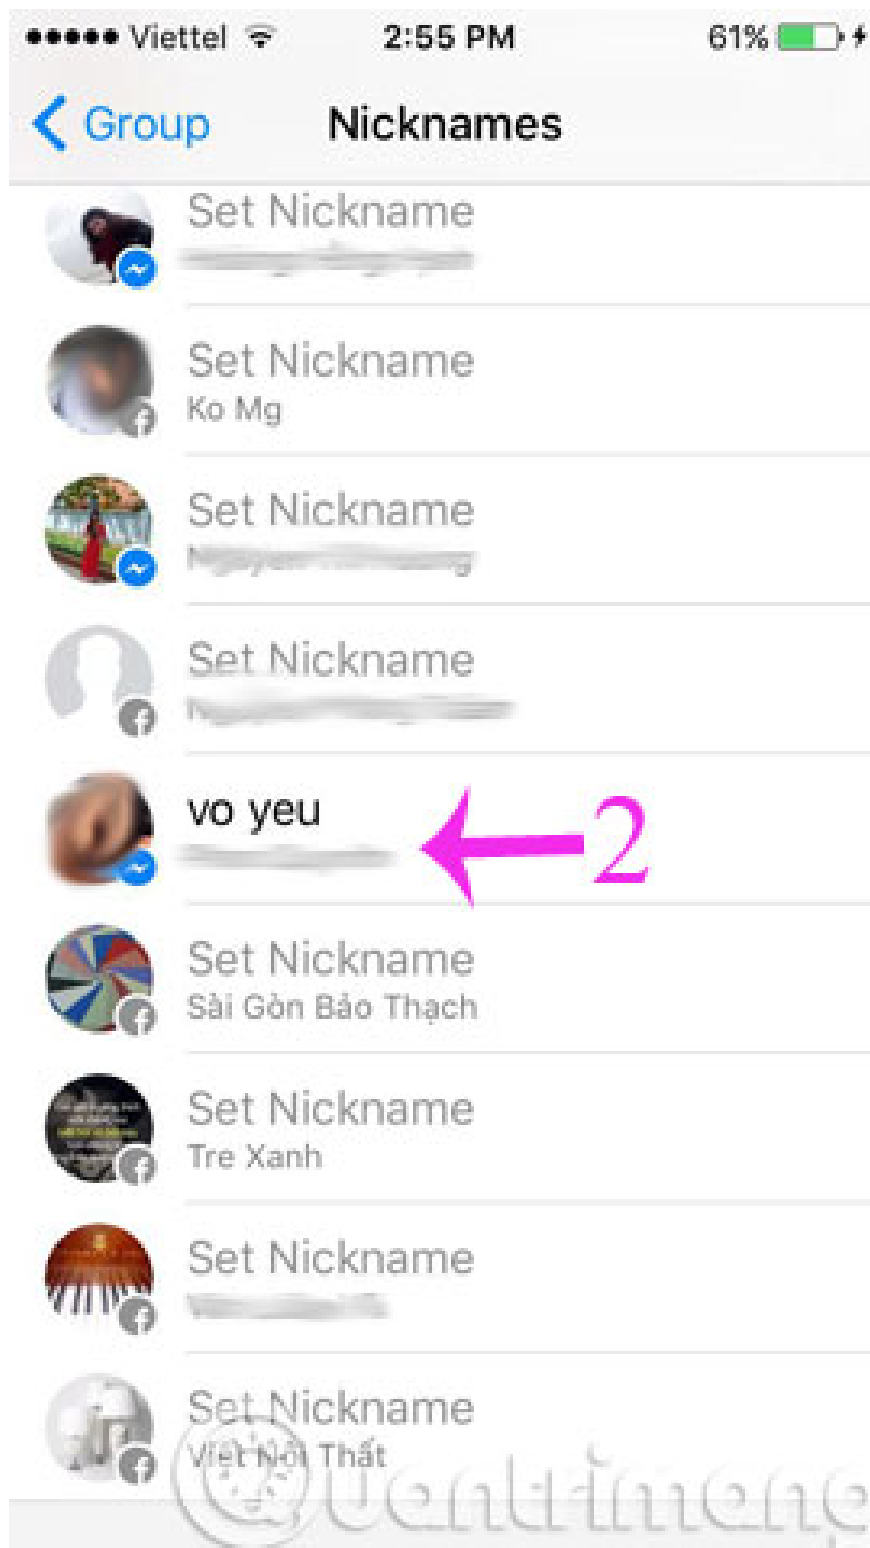 Viettel 2:55 PM 61%
Group Nicknames
Set Nickname
Set Nickname
Ko Mg
Set Nickname
Set Nickname
vo yeu
2
Set Nickname
Sài Gòn Bảo Thạch
Set Nickname
Tre Xanh
Set Nickname
Set Nickname
Việt Nội Thất
Quantrimang